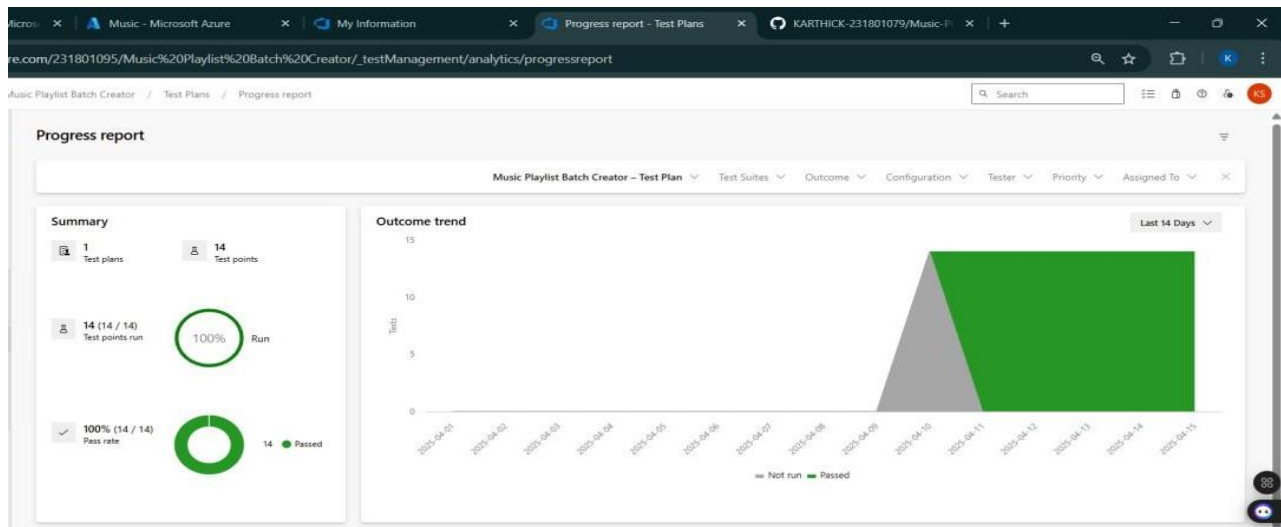 Music - Microsoft Azure
My Information
Progress report - Test Plans
KARTHICK-231801079/Music-Pl
re.com/231801095/Music%20Playlist%20Batch%20Creator/_testManagement/analytics/progressreport
K
Music Playlist Batch Creator / Test Plans / Progress report
Search
KS
Progress report
Music Playlist Batch Creator – Test Plan Test Suites Outcome Configuration Tester Priority Assigned To
Summary
1
Test plans
14
Test points
14 (14 / 14)
Test points run
100%
Run
100% (14 / 14)
Pass rate
14 Passed
Outcome trend
Last 14 Days
15
10
5
0
Tests
2025-04-01
2025-04-02
2025-04-03
2025-04-04
2025-04-05
2025-04-06
2025-04-07
2025-04-08
2025-04-09
2025-04-10
2025-04-11
2025-04-12
2025-04-13
2025-04-14
2025-04-15
Not run Passed